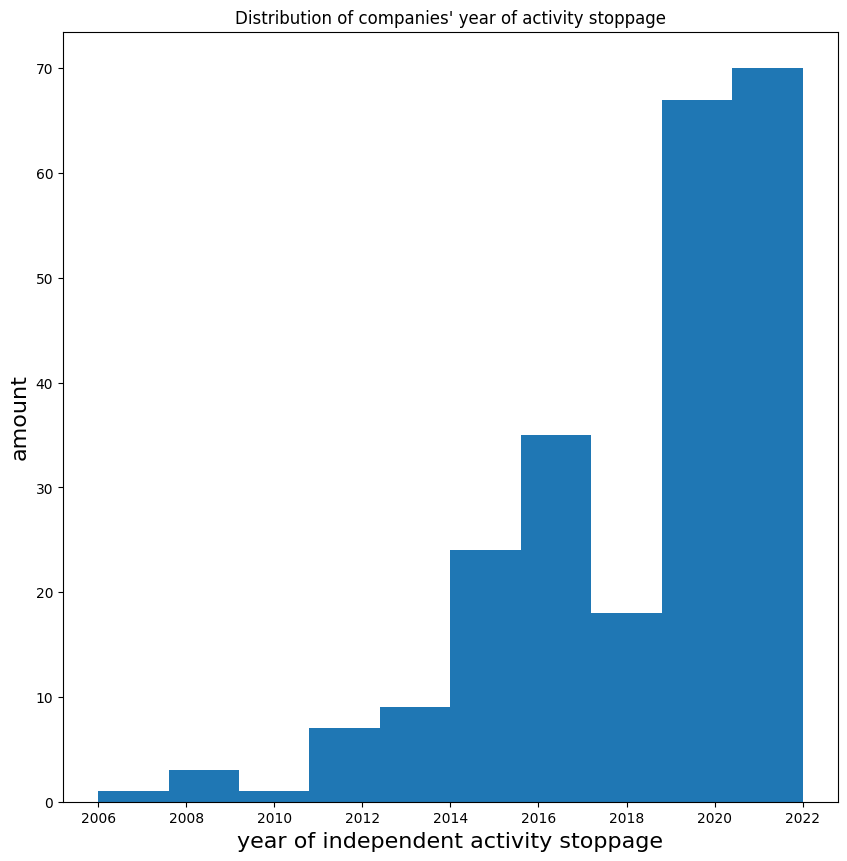 Distribution of companies' year of activity stoppage
70
60
50
40
30
20
10
0
amount
2006 2008 2010 2012 2014 2016 2018 2020 2022
year of independent activity stoppage